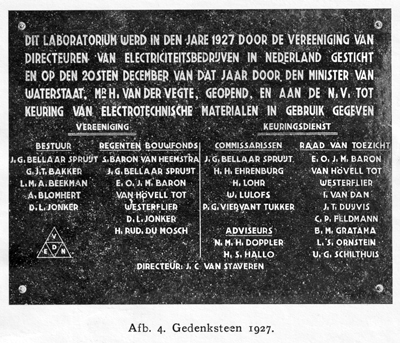 DIT LABORATORIUM WERD IN DEN JARE 1927 DOOR DE VEREENIGING VAN
DIRECTEUREN VAN ELECTRICITEITSBEDRIJVEN IN NEDERLAND GESTICHT
EN OP DEN 20STEN DECEMBER VAN DAT JAAR DOOR DEN MINISTER VAN
WATERSTAAT, MR H. VAN DER VEGTE, GEOPEND, EN AAN DE N.V. TOT
KEURING VAN ELECTROTECHNISCHE MATERIALEN IN GEBRUIK GEGEVEN
VEREENIGING
BESTUUR
J. G. BELLAAR SPRUYT
G. J. T. BAKKER
L. M. A. BEEKMAN
A. BLOMHERT
D. L. JONKER
REGENTEN BOUWFONDS
S. BARON VAN HEEMSTRA
J. G. BELLAAR SPRUYT
E. O. J. M. BARON
VAN HÖVELL TOT
WESTERFLIER
D. L. JONKER
H. RUD. DU MOSCH
KEURINGSDIENST
COMMISSARISSEN
J. G. BELLAAR SPRUYT
H. H. EHRENBURG
H. LOHR
W. LULOFS
P. G. VIERVANT TUKKER
ADVISEURS
N. M. H. DOPPLER
H. S. HALLO
RAAD VAN TOEZICHT
E. O. J. M. BARON
VAN HÖVELL TOT
WESTERFLIER
I. VAN DAM
J. T. DUYVIS
C. P. FELDMANN
B. M. GRATAMA
L. S. ORNSTEIN
U. G. SCHILTHUIS
DIRECTEUR: J. C. VAN STAVEREN
V
D
E N
Afb. 4. Gedenksteen 1927.